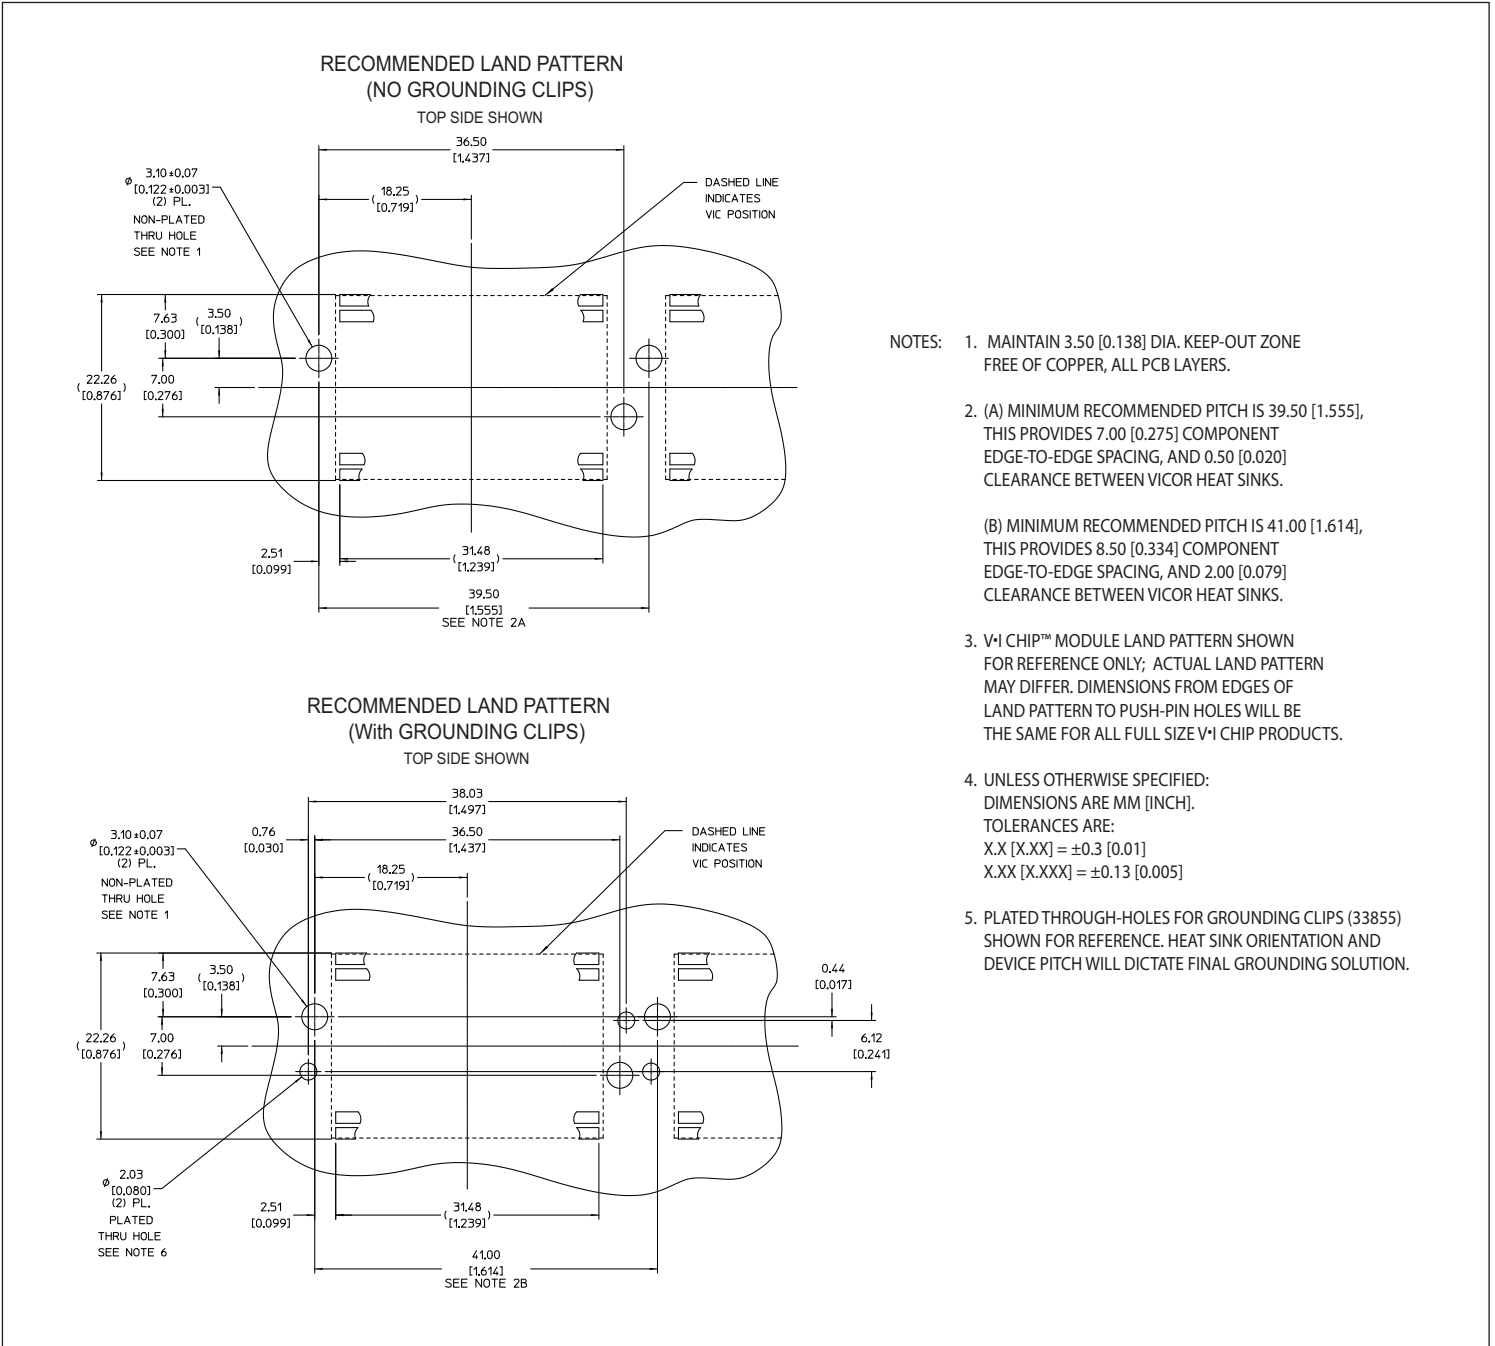 RECOMMENDED LAND PATTERN
(NO GROUNDING CLIPS)
TOP SIDE SHOWN
36.50
[1.437]
ø 3.10±0.07
[0.122±0.003]
(2) PL.
NON-PLATED
THRU HOLE
SEE NOTE 1
(18.25
[0.719])
DASHED LINE
INDICATES
VIC POSITION
7.63
[0.300]
(3.50
[0.138])
(22.26
[0.876])
7.00
[0.276]
2.51
[0.099]
(31.48
[1.239])
39.50
[1.555]
SEE NOTE 2A
RECOMMENDED LAND PATTERN
(With GROUNDING CLIPS)
TOP SIDE SHOWN
38.03
[1.497]
ø 3.10±0.07
[0.122±0.003]
(2) PL.
NON-PLATED
THRU HOLE
SEE NOTE 1
0.76
[0.030]
36.50
[1.437]
(18.25
[0.719])
DASHED LINE
INDICATES
VIC POSITION
7.63
[0.300]
(3.50
[0.138])
0.44
[0.017]
(22.26
[0.876])
7.00
[0.276]
6.12
[0.241]
ø 2.03
[0.080]
(2) PL.
PLATED
THRU HOLE
SEE NOTE 6
2.51
[0.099]
(31.48
[1.239])
41.00
[1.614]
SEE NOTE 2B
NOTES: 1. MAINTAIN 3.50 [0.138] DIA. KEEP-OUT ZONE
FREE OF COPPER, ALL PCB LAYERS.
2. (A) MINIMUM RECOMMENDED PITCH IS 39.50 [1.555],
THIS PROVIDES 7.00 [0.275] COMPONENT
EDGE-TO-EDGE SPACING, AND 0.50 [0.020]
CLEARANCE BETWEEN VICOR HEAT SINKS.
(B) MINIMUM RECOMMENDED PITCH IS 41.00 [1.614],
THIS PROVIDES 8.50 [0.334] COMPONENT
EDGE-TO-EDGE SPACING, AND 2.00 [0.079]
CLEARANCE BETWEEN VICOR HEAT SINKS.
3. V•I CHIP™ MODULE LAND PATTERN SHOWN
FOR REFERENCE ONLY; ACTUAL LAND PATTERN
MAY DIFFER. DIMENSIONS FROM EDGES OF
LAND PATTERN TO PUSH-PIN HOLES WILL BE
THE SAME FOR ALL FULL SIZE V•I CHIP PRODUCTS.
4. UNLESS OTHERWISE SPECIFIED:
DIMENSIONS ARE MM [INCH].
TOLERANCES ARE:
X.X [X.XX] = ±0.3 [0.01]
X.XX [X.XXX] = ±0.13 [0.005]
5. PLATED THROUGH-HOLES FOR GROUNDING CLIPS (33855)
SHOWN FOR REFERENCE. HEAT SINK ORIENTATION AND
DEVICE PITCH WILL DICTATE FINAL GROUNDING SOLUTION.